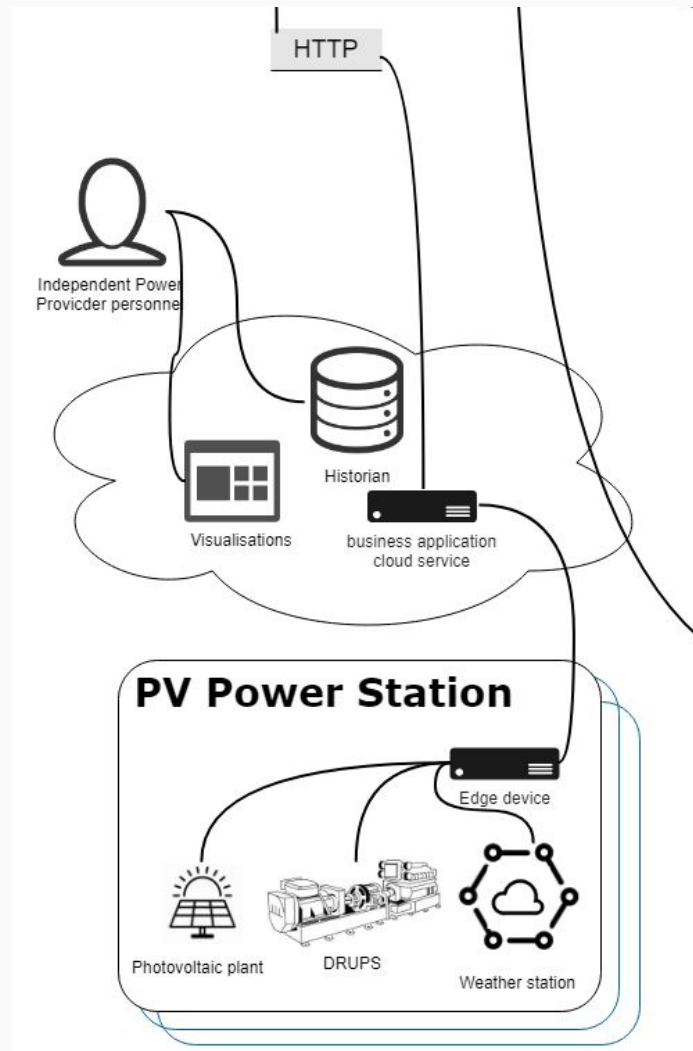 HTTP
Independent Power
Provicder personnel
Historian
Visualisations
business application
cloud service
PV Power Station
Edge device
Photovoltaic plant
DRUPS
Weather station